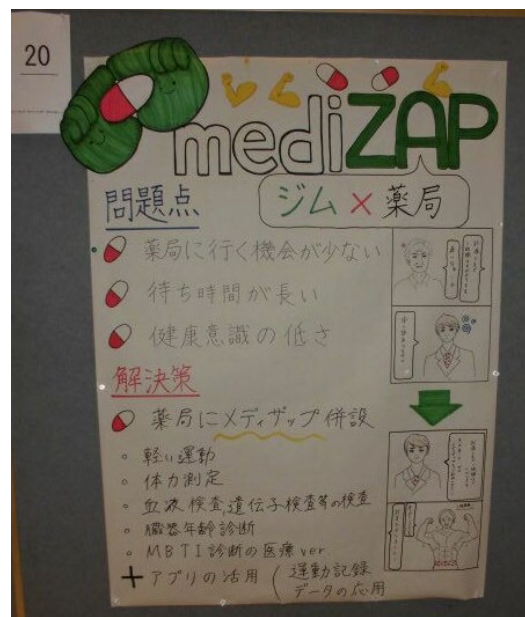 20
mediZAP
ジム×薬局
問題点
薬局に行く機会が少ない
待ち時間が長い
健康意識の低さ
解決策
薬局にメディザップ併設
軽い運動
体力測定
血液検査,遺伝子検査等の検査
臓器年齢診断
MBTI診断の医療ver
+アプリの活用(運動記録
データの応用